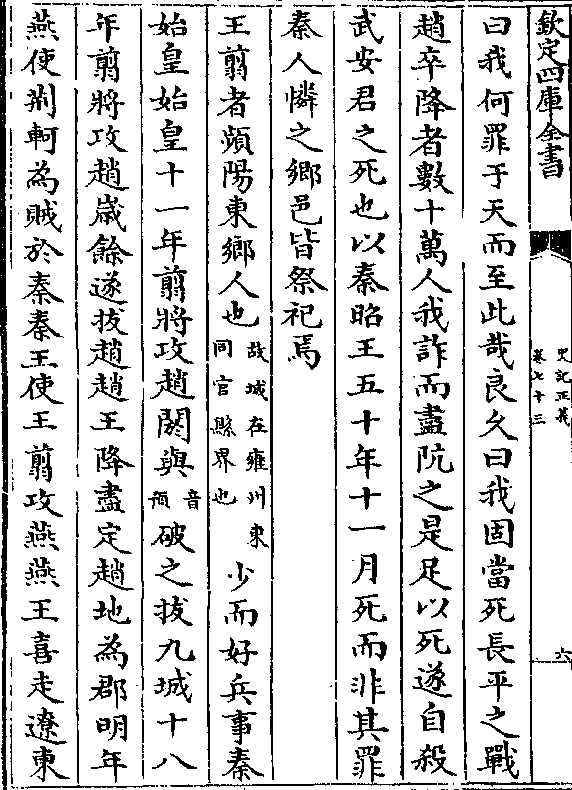 欽定四庫全書
史記正義
卷七十三
六
曰我何罪于天而至此哉良久曰我固當死長平之戰
趙卒降者數十萬人我詐而盡阬之是足以死遂自殺
武安君之死也以秦昭王五十年十一月死而非其罪
秦人憐之鄉邑皆祭祀焉
王翦者頻陽東鄉人也故城在雍州東同官縣界也少而好兵事秦
始皇始皇十一年翦將攻趙閼與音預破之拔九城十八
年翦將攻趙嵗餘遂拔趙趙王降盡定趙地為郡明年
燕使荆軻為賊於秦秦王使王翦攻燕燕王喜走遼東